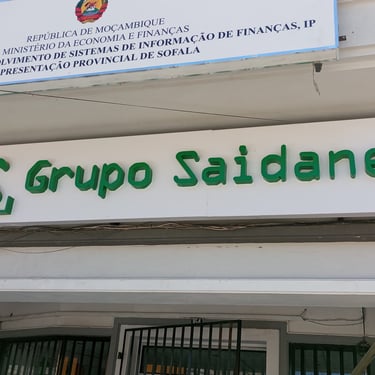 REPÚBLICA DE MOÇAMBIQUE
MINISTÉRIO DA ECONOMIA E FINANÇAS
OLVIMENTO DE SISTEMAS DE INFORMAÇÃO DE FINANÇAS, IP
PRESENTAÇÃO PROVINCIAL DE SOFALA
Grupo Saidane